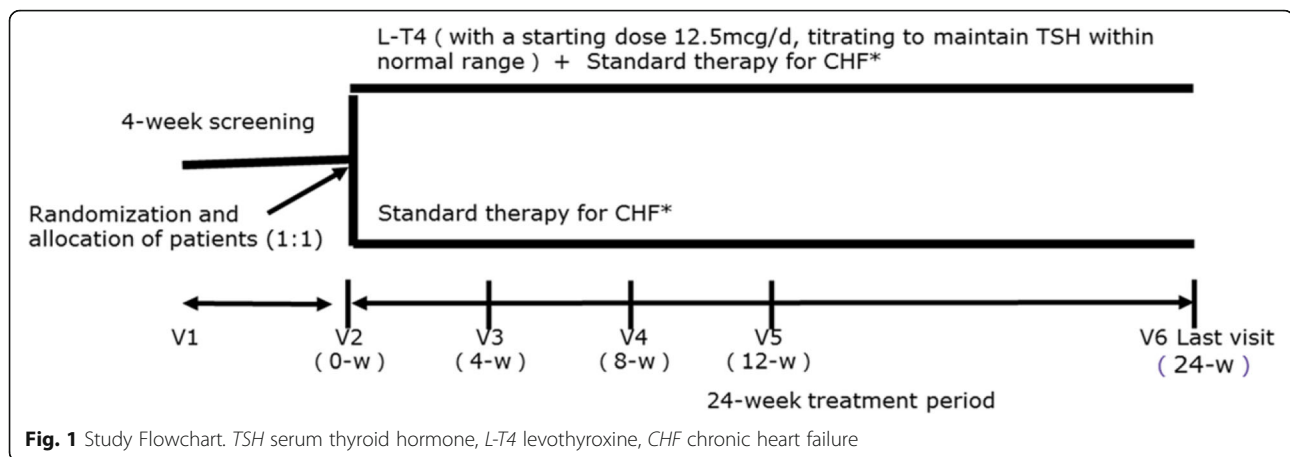 L-T4 ( with a starting dose 12.5mcg/d, titrating to maintain TSH within
normal range ) + Standard therapy for CHF*
4-week screening
Randomization and
allocation of patients (1:1)
Standard therapy for CHF*
V1
V2
( 0-w )
V3
( 4-w )
V4
( 8-w )
V5
( 12-w )
V6 Last visit
( 24-w )
24-week treatment period
Fig. 1 Study Flowchart. TSH serum thyroid hormone, L-T4 levothyroxine, CHF chronic heart failure